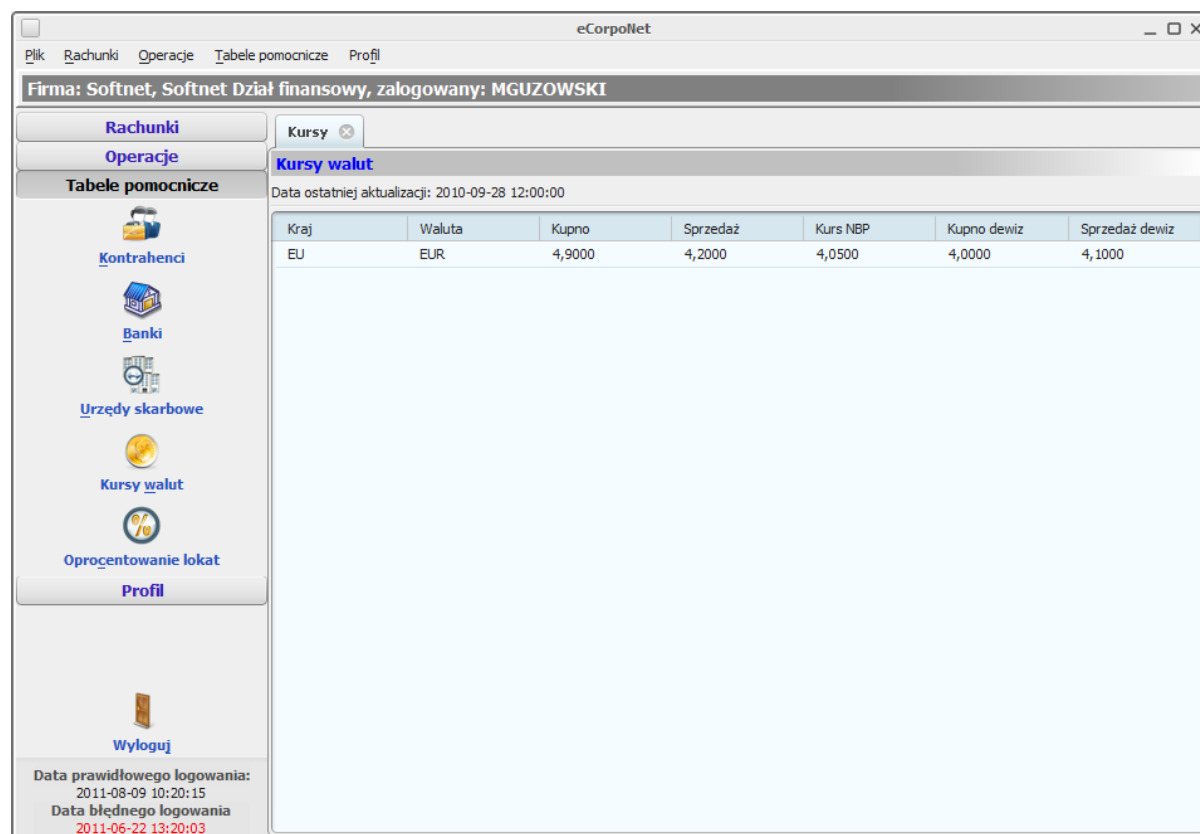 eCorpoNet
Plik Rachunki Operacje Tabele pomocnicze Profil
Firma: Softnet, Softnet Dział finansowy, zalogowany: MGUZOWSKI
Rachunki
Operacje
Tabele pomocnicze
Kontrahenci
Banki
Urzędy skarbowe
Kursy walut
Oprocentowanie lokat
Profil
Wyloguj
Data prawidłowego logowania:
2011-08-09 10:20:15
Data błędnego logowania
2011-06-22 13:20:03
Kursy
Kursy walut
Data ostatniej aktualizacji: 2010-09-28 12:00:00
Kraj Waluta Kupno Sprzedaż Kurs NBP Kupno dewiz Sprzedaż dewiz
EU EUR 4,9000 4,2000 4,0500 4,0000 4,1000